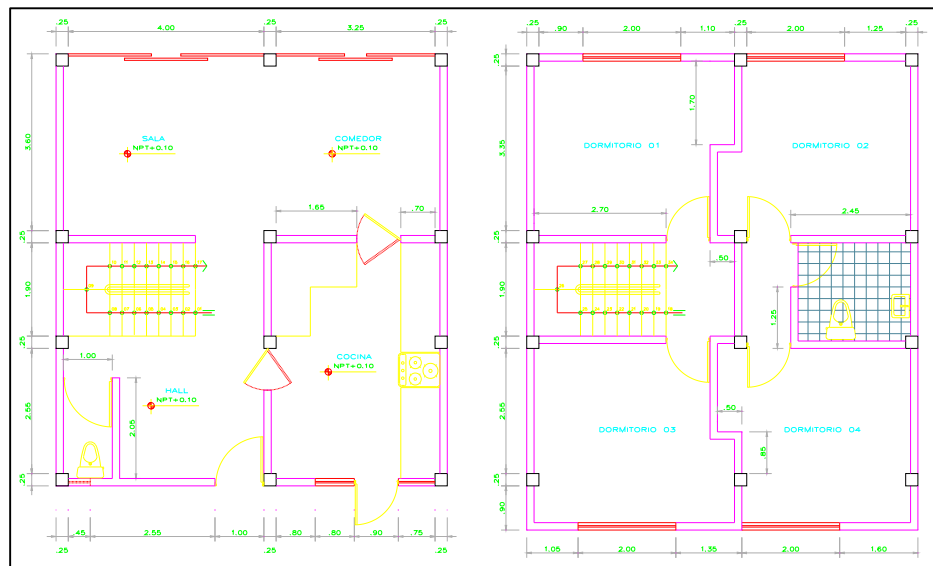 .25 4.00 .25 3.25 .25
.25 .90 2.00 1.10 .25 2.00 1.25 .25
.25
.25
3.60
3.35
1.70
SALA
NPT+0.10
COMEDOR
NPT+0.10
DORMITORIO 01
DORMITORIO 02
1.65
.70
2.70
2.45
.25
.25
1.90
1.90
.50
1.25
.25
.25
1.00
COCINA
NPT+0.10
HALL
NPT+0.10
2.05
2.55
2.55
.50
DORMITORIO 03
DORMITORIO 04
.85
.25
.25
.90
.45 2.55 1.00 .80 .80 .90 .75
.25 .25 .25
1.05 2.00 1.35 2.00 1.60